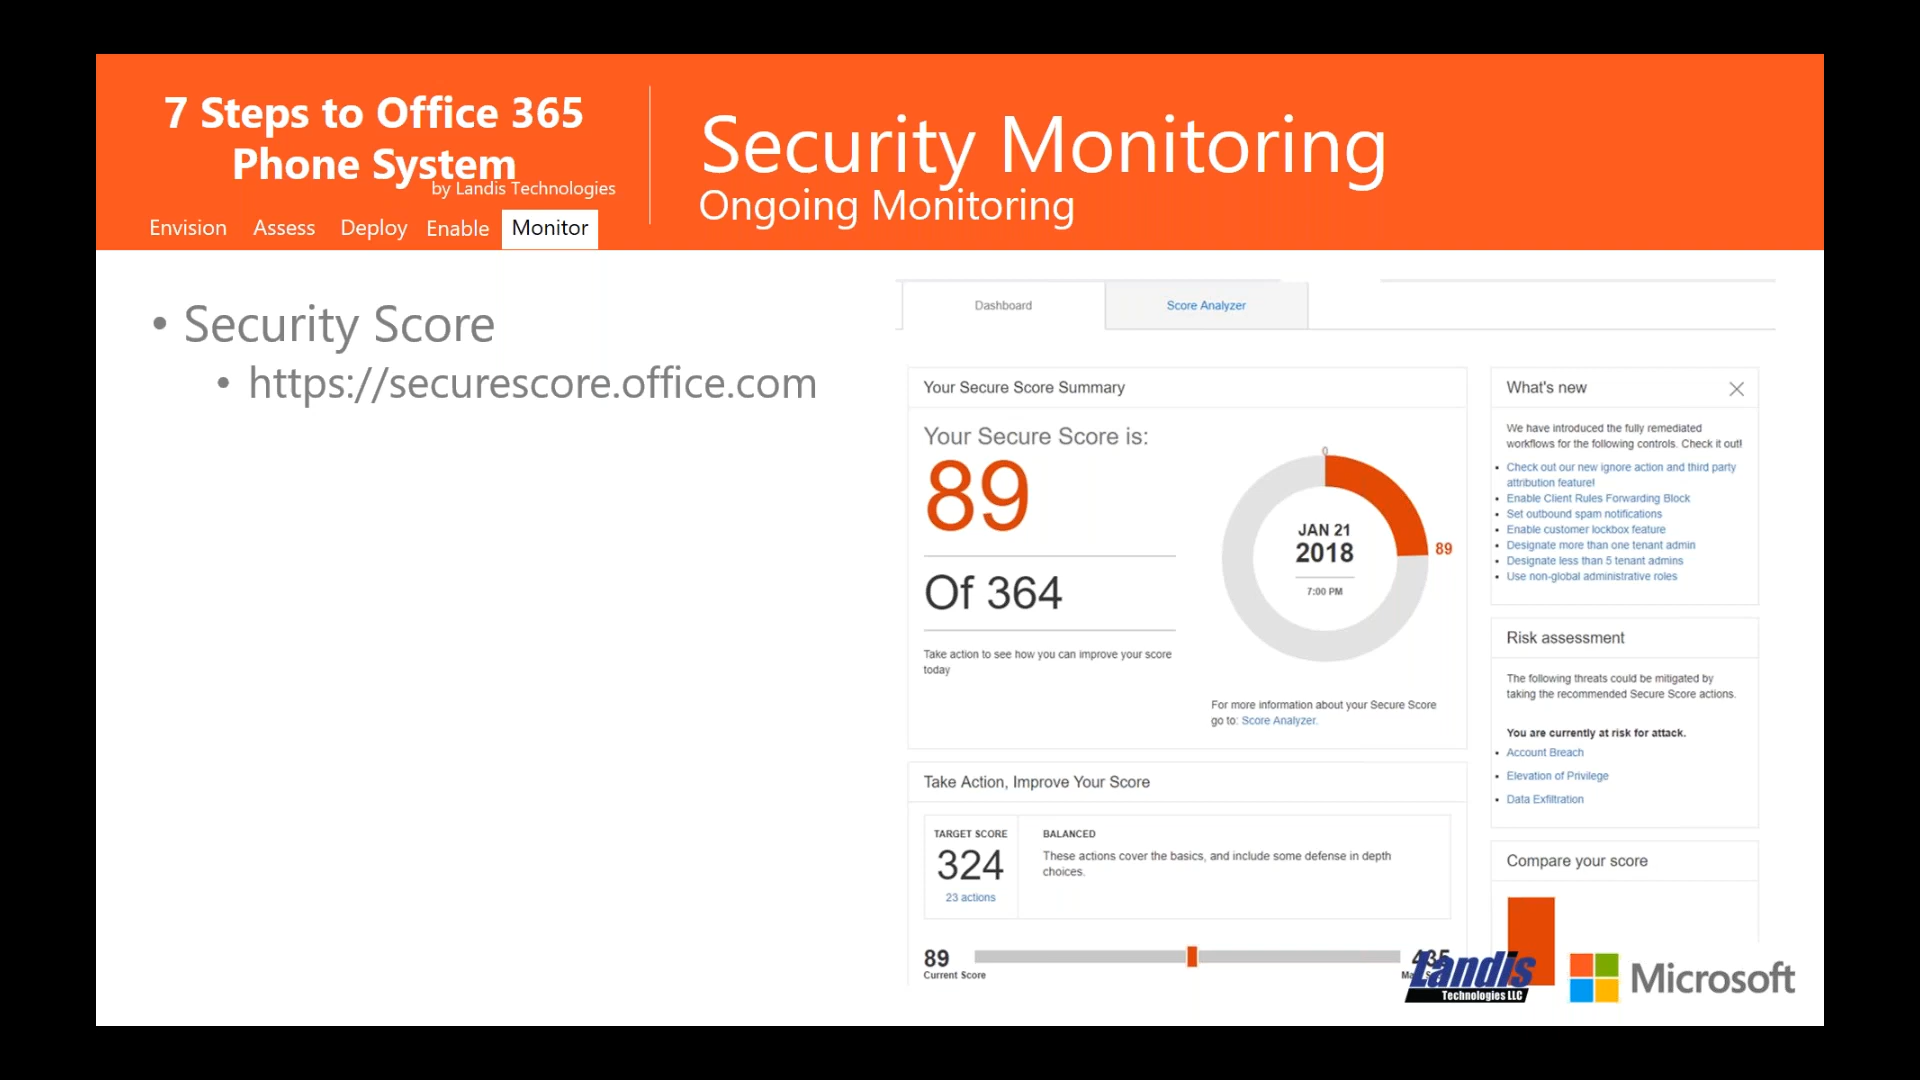 7 Steps to Office 365
Phone System
by Landis Technologies
Envision Assess Deploy Enable Monitor
Security Monitoring
Ongoing Monitoring
• Security Score
• https://securescore.office.com
Dashboard Score Analyzer
Your Secure Score Summary
Your Secure Score is:
89
Of 364
Take action to see how you can improve your score
today
0
JAN 21
2018
7:00 PM
89
For more information about your Secure Score
go to: Score Analyzer.
Take Action, Improve Your Score
TARGET SCORE
324
23 actions
BALANCED
These actions cover the basics, and include some defense in depth
choices.
89
Current Score
What's new
We have introduced the fully remediated
workflows for the following controls. Check it out!
• Check out our new ignore action and third party
attribution feature!
• Enable Client Rules Forwarding Block
• Set outbound spam notifications
• Enable customer lockbox feature
• Designate more than one tenant admin
• Designate less than 5 tenant admins
• Use non-global administrative roles
Risk assessment
The following threats could be mitigated by
taking the recommended Secure Score actions.
You are currently at risk for attack.
• Account Breach
• Elevation of Privilege
• Data Exfiltration
Compare your score
Landis
Technologies LLC
Microsoft